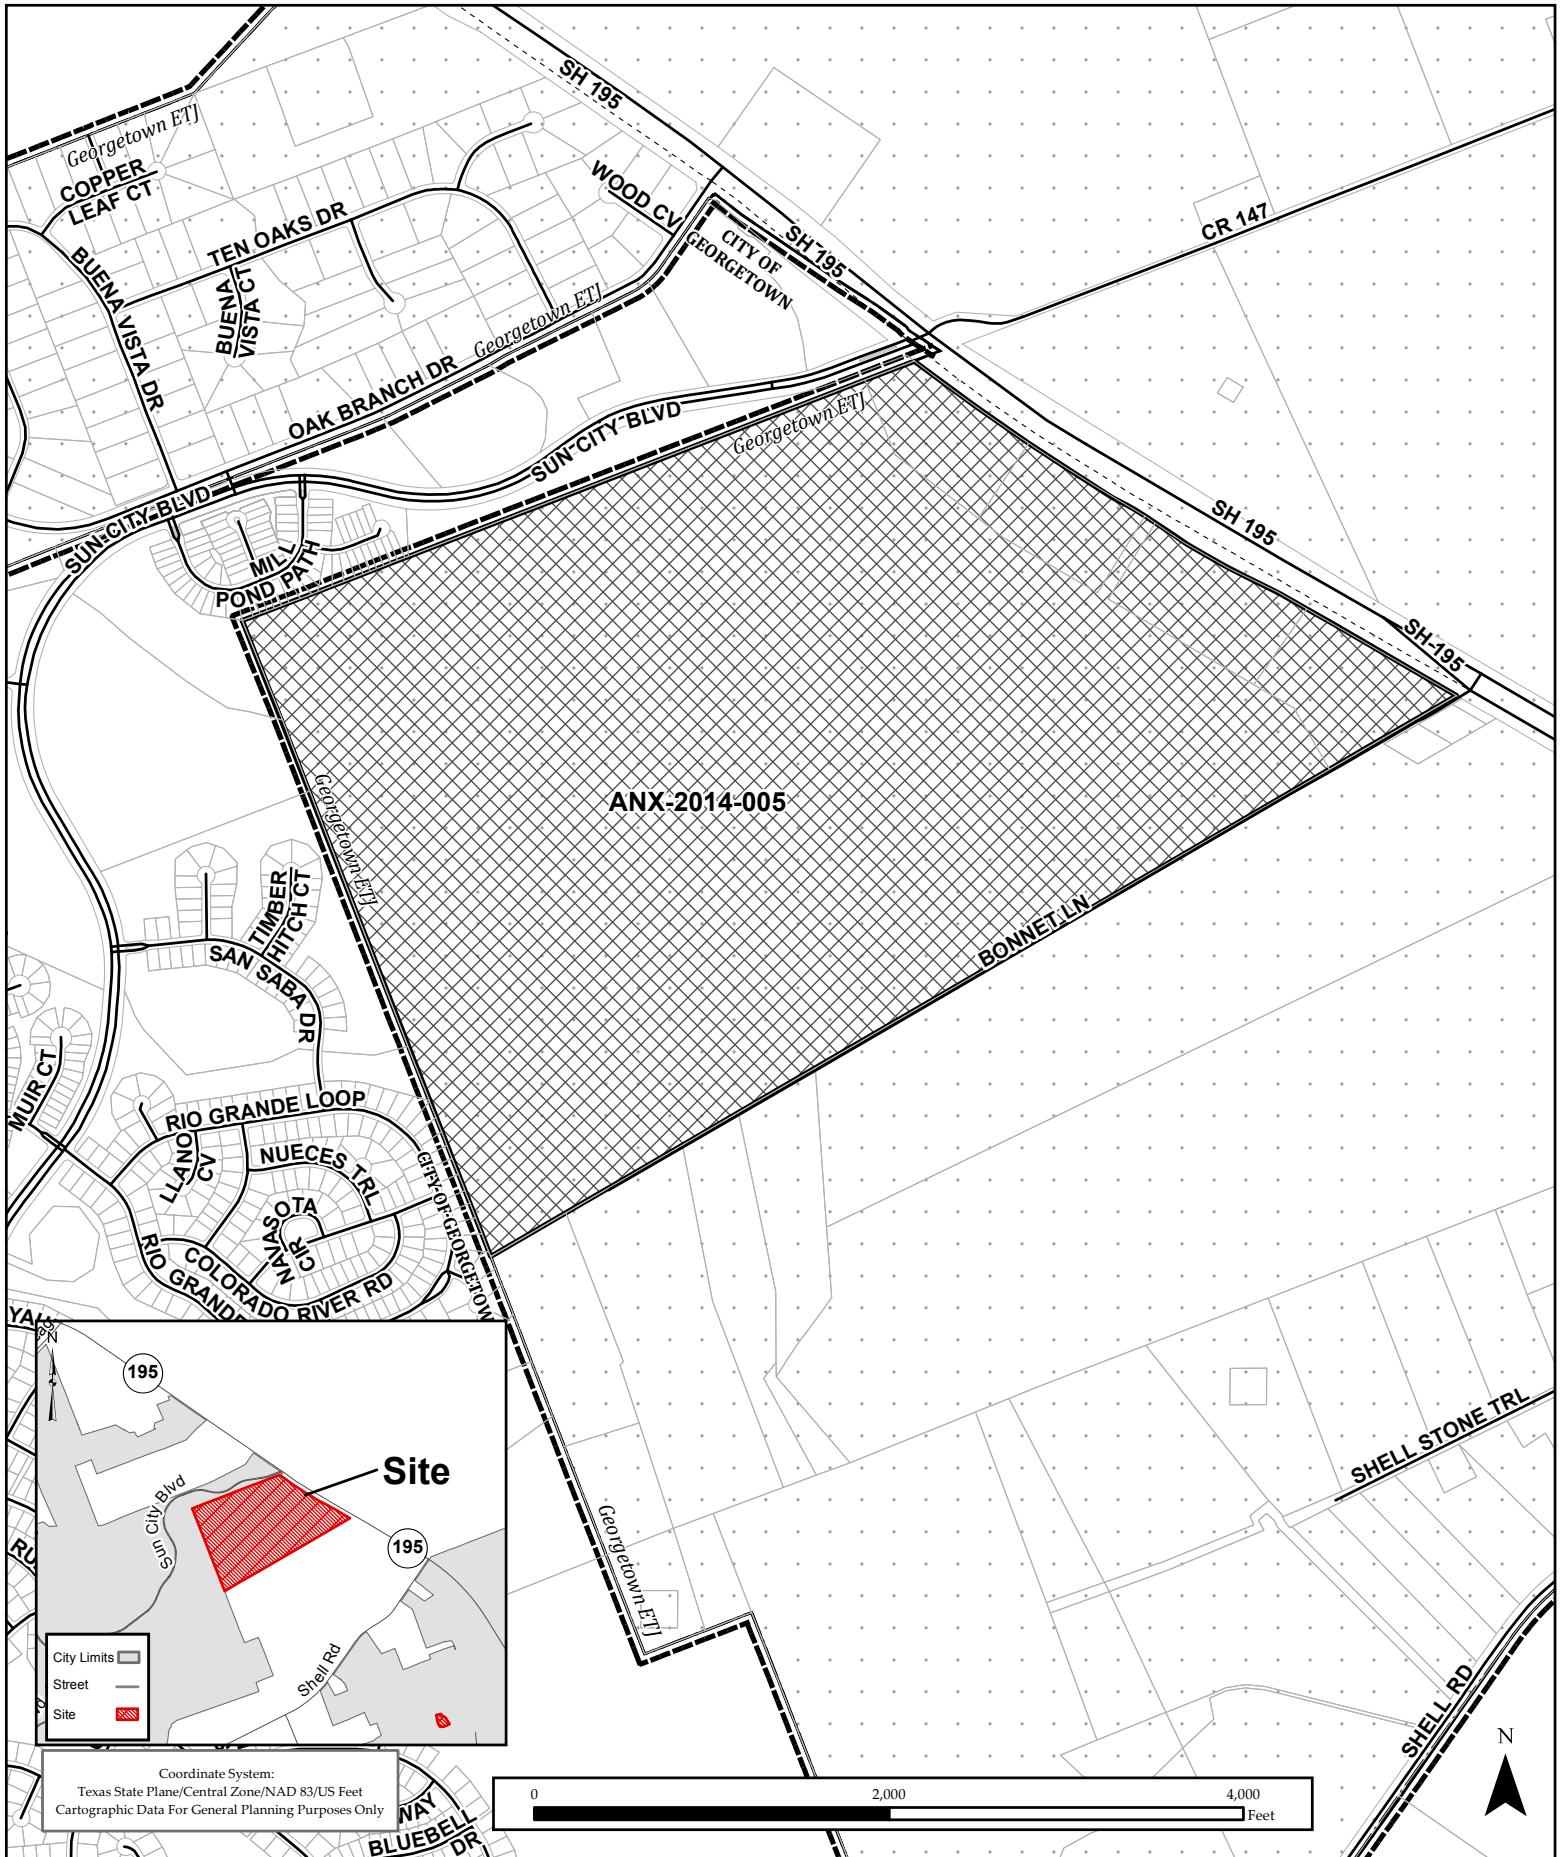 SH 195
Georgetown ETJ
COPPER
LEAF CT
WOOD CV
TEN OAKS DR
CITY OF
GEORGETOWN
SH 195
CR 147
BUENA VISTA DR
BUENA
VISTA CT
Georgetown ETJ
OAK BRANCH DR
SUN CITY BLVD
Georgetown ETJ
SUN CITY BLVD
MILL
POND PATH
SH 195
SH 195
Georgetown ETJ
ANX-2014-005
TIMBER
HITCH CT
SAN SABA DR
BONNET LN
MUIR CT
RIO GRANDE LOOP
LLANO
CV
NUECES TRL
CITY OF GEORGETOW
NAVASOTA
CIR
COLORADO RIVER RD
RIO GRANDE
YAU
N
195
Site
Sun City Blvd
195
Shell Rd
City Limits
Street
Site
SHELL STONE TRL
Georgetown ETJ
SHELL RD
N
Coordinate System:
Texas State Plane/Central Zone/NAD 83/US Feet
Cartographic Data For General Planning Purposes Only
WAY
BLUEBELL
DR
0 2,000 4,000
Feet